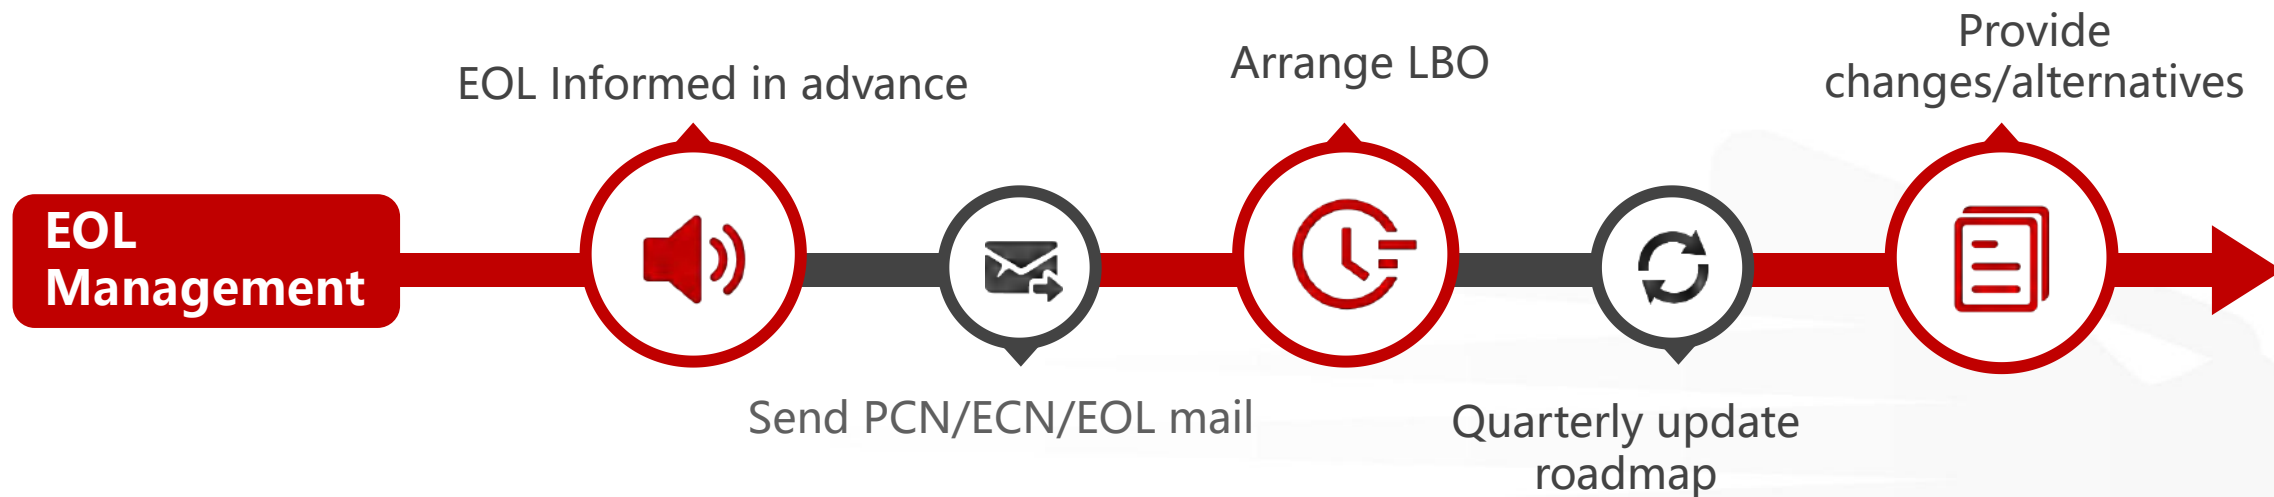 EOL
Management
EOL Informed in advance
Send PCN/ECN/EOL mail
Arrange LBO
Quarterly update
roadmap
Provide
changes/alternatives